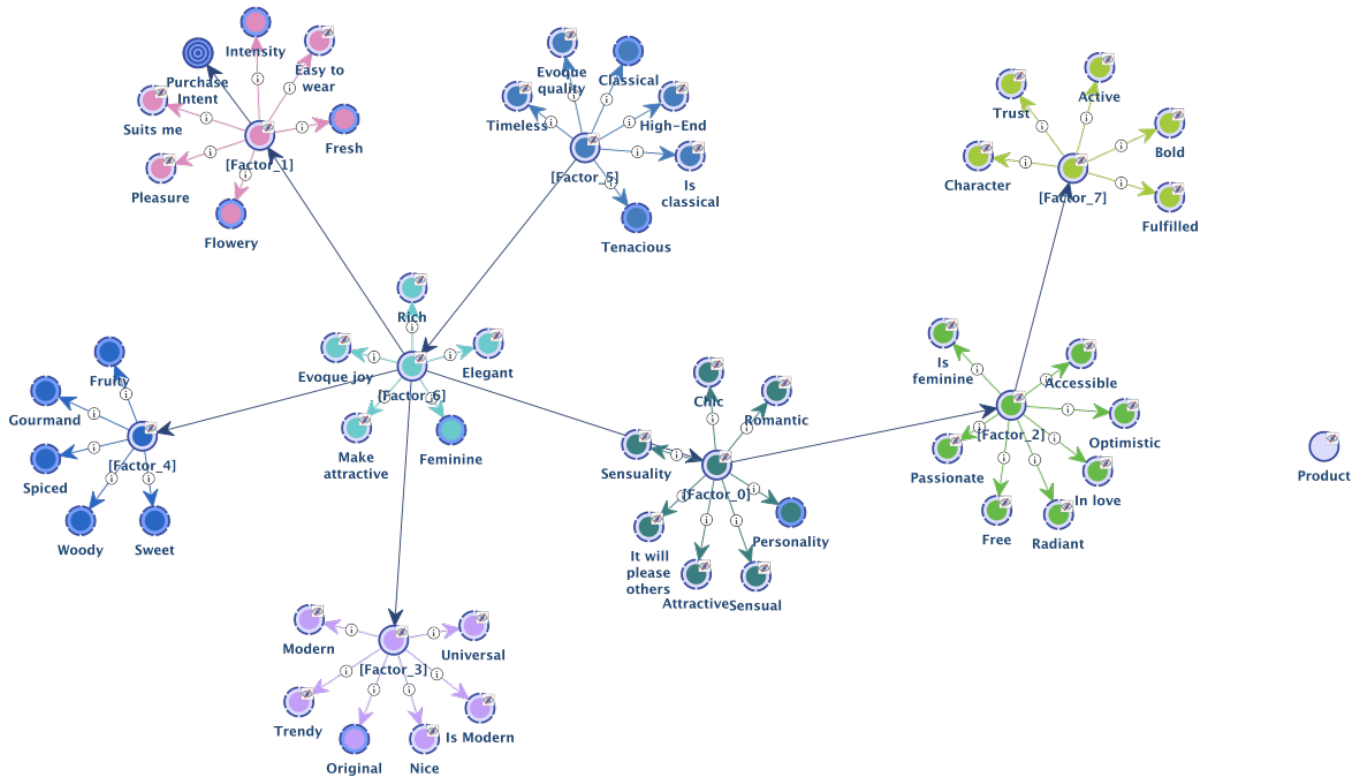 Intensity
Purchase
Intent
Easy to
wear
Suits me
Fresh
[Factor_1]
Pleasure
Flowery
Evoque
quality
Classical
Timeless
High-End
[Factor_5]
Is
classical
Tenacious
Active
Trust
Bold
Character
[Factor_7]
Fulfilled
Rich
Evoque joy
Elegant
[Factor_6]
Make
attractive
Feminine
Fruity
Gourmand
[Factor_4]
Spiced
Woody
Sweet
Chic
Romantic
Sensuality
[Factor_0]
Personality
It will
please
others
Attractive
Sensual
Is
feminine
Accessible
Optimistic
[Factor_2]
Passionate
In love
Free
Radiant
Product
Modern
Universal
[Factor_3]
Trendy
Is Modern
Original
Nice